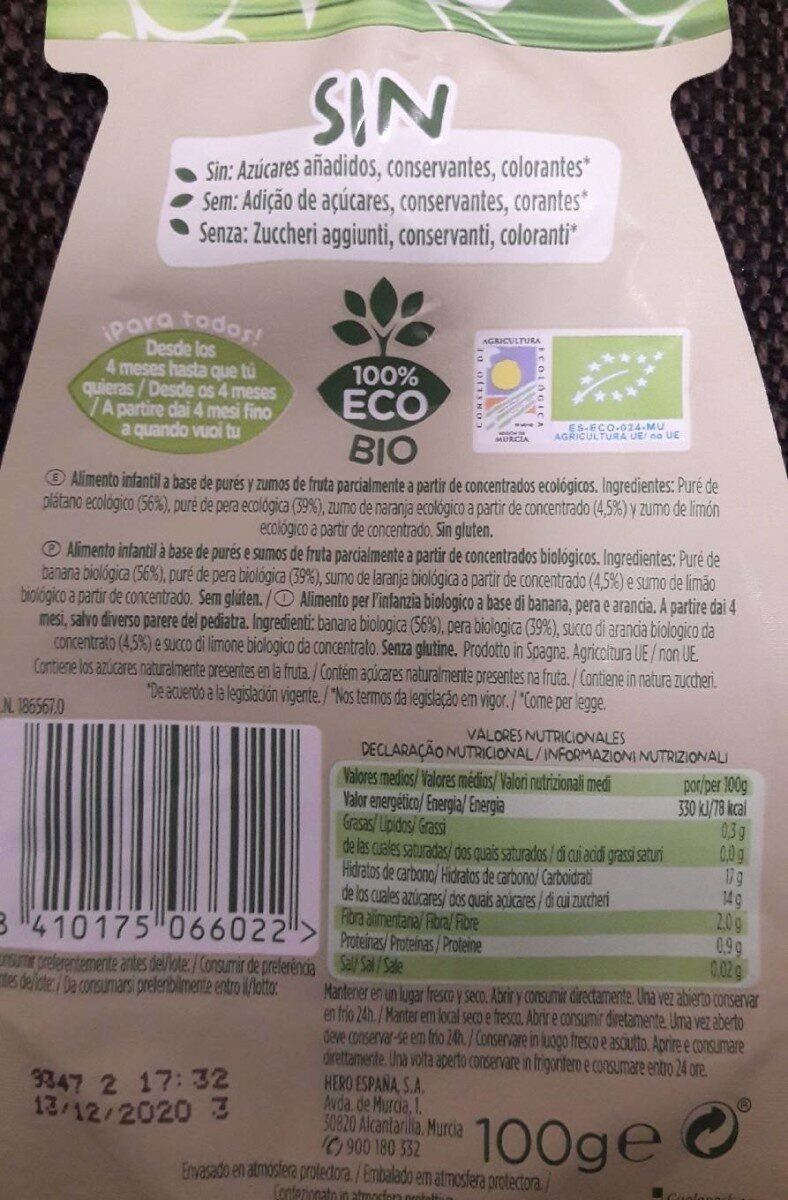 SIN
Sin: Azúcares añadidos, conservantes, colorantes*
Sem: Adição de açúcares, conservantes, corantes*
Senza: Zuccheri aggiunti, conservanti, coloranti*
¡Para todos!
Desde los
4 meses hasta que tú
quieras / Desde os 4 meses
/ A partire dai 4 mesi fino
a quando vuoi tu
100%
ECO
BIO
CONSEJO DE
AGRICULTURA
ECOLÓGICA
REGIÓN DE
MURCIA
ES-ECO-024-MU
AGRICULTURA UE/ no UE
Ⓔ Alimento infantil a base de purés y zumos de fruta parcialmente a partir de concentrados ecológicos. Ingredientes: Puré de
plátano ecológico (56%), puré de pera ecológica (39%), zumo de naranja ecológico a partir de concentrado (4,5%) y zumo de limón
ecológico a partir de concentrado. Sin gluten.
Ⓟ Alimento infantil à base de purés e sumos de fruta parcialmente a partir de concentrados biológicos. Ingredientes: Puré de
banana biológica (56%), puré de pera biológica (39%), sumo de laranja biológica a partir de concentrado (4,5%) e sumo de limão
biológico a partir de concentrado. Sem glúten. / Ⓘ Alimento per l'infanzia biologico a base di banana, pera e arancia. A partire dai 4
mesi, salvo diverso parere del pediatra. Ingredienti: banana biologica (56%), pera biologica (39%), succo di arancia biologico da
concentrato (4,5%) e succo di limone biologico da concentrato. Senza glutine. Prodotto in Spagna. Agricoltura UE / non UE.
Contiene los azúcares naturalmente presentes en la fruta. / Contém açúcares naturalmente presentes na fruta. / Contiene in natura zuccheri.
*De acuerdo a la legislación vigente. / *Nos termos da legislação em vigor. / *Come per legge.
.N. 186567.0
VALORES NUTRICIONALES
DECLARAÇÃO NUTRICIONAL / INFORMAZIONI NUTRIZIONALI
Valores medios/ Valores médios/ Valori nutrizionali medi por/per 100g
Valor energético/ Energia/ Energia 330 kJ/78 kcal
Grasas/ Lípidos/ Grassi 0,3 g
de las cuales saturadas/ dos quais saturados / di cui acidi grassi saturi 0,0 g
Hidratos de carbono/ Hidratos de carbono/ Carboidrati 17 g
de los cuales azúcares/ dos quais açúcares / di cui zuccheri 14 g
Fibra alimentaria/ Fibra/ Fibre 2,0 g
Proteínas/ Proteínas / Proteine 0,9 g
Sal/ Sal / Sale 0,02 g
8 410175 066022 >
Consumir preferentemente antes del/lote: / Consumir de preferência
antes de/lote: / Da consumarsi preferibilmente entro il/lotto:
Mantener en un lugar fresco y seco. Abrir y consumir directamente. Una vez abierto conservar
en frío 24h. / Manter em local seco e fresco. Abrir e consumir diretamente. Uma vez aberto
deve conservar-se em frio 24h. / Conservare in luogo fresco e asciutto. Aprire e consumare
direttamente. Una volta aperto conservare in frigorifero e consumare entro 24 ore.
9347 2 17:32
13/12/2020 3
HERO ESPAÑA, S.A.
Avda. de Murcia, 1.
30820 Alcantarilla. Murcia
900 180 332
100g e
®
Envasado en atmósfera protectora. / Embalado em atmosfera protectora. /
Confezionato in atmosfera protettiva